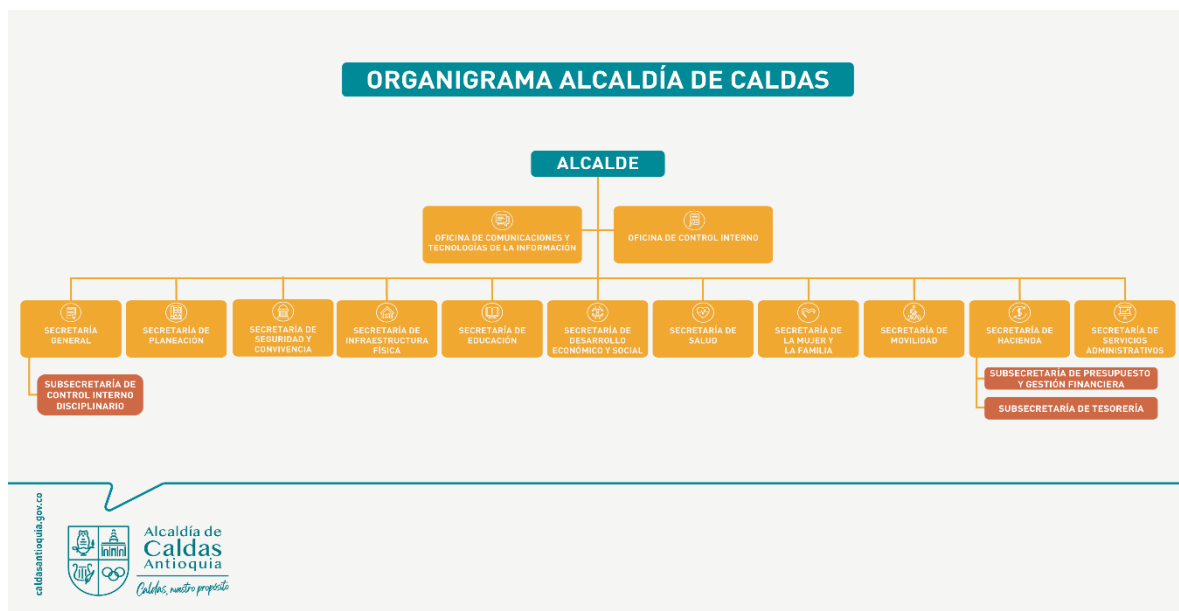 ORGANIGRAMA ALCALDÍA DE CALDAS
ALCALDE
OFICINA DE COMUNICACIONES Y
TECNOLOGÍAS DE LA INFORMACIÓN
OFICINA DE CONTROL INTERNO
SECRETARÍA
GENERAL
SECRETARÍA DE
PLANEACIÓN
SECRETARÍA DE
SEGURIDAD Y
CONVIVENCIA
SECRETARÍA DE
INFRAESTRUCTURA
FÍSICA
SECRETARÍA DE
EDUCACIÓN
SECRETARÍA DE
DESARROLLO
ECONÓMICO Y SOCIAL
SECRETARÍA DE
SALUD
SECRETARÍA DE
LA MUJER Y
LA FAMILIA
SECRETARÍA DE
MOVILIDAD
SECRETARÍA DE
HACIENDA
SECRETARÍA DE
SERVICIOS
ADMINISTRATIVOS
SUBSECRETARÍA DE
CONTROL INTERNO
DISCIPLINARIO
SUBSECRETARÍA DE PRESUPUESTO
Y GESTIÓN FINANCIERA
SUBSECRETARÍA DE TESORERÍA
caldasantioquia.gov.co
Alcaldía de
Caldas
Antioquia
Caldas, nuestro propósito